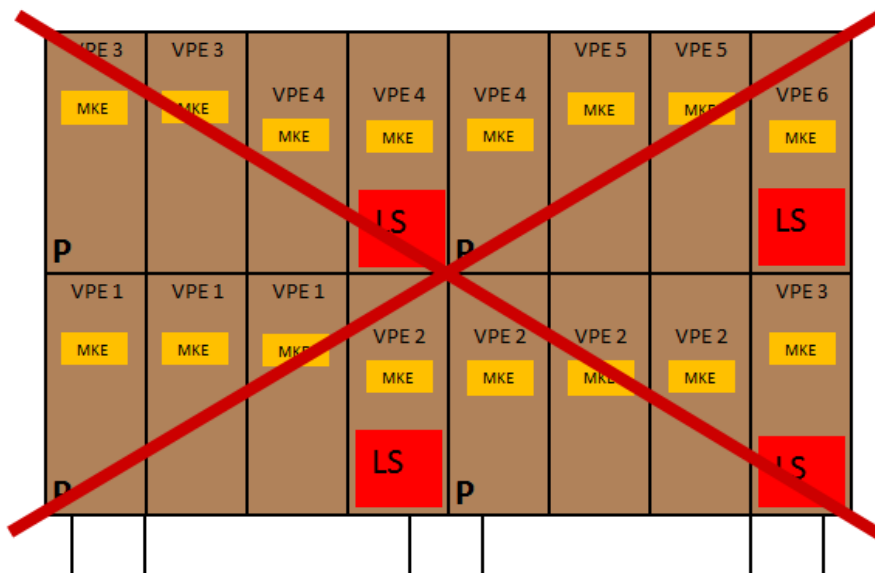 VPE 3 VPE 3 VPE 5 VPE 5
VPE 4 VPE 4 VPE 4 VPE 6
MKE MKE MKE MKE MKE MKE MKE MKE
LS LS
P P
VPE 1 VPE 1 VPE 1 VPE 3
VPE 2 VPE 2 VPE 2 VPE 2
MKE MKE MKE MKE
MKE MKE MKE MKE
LS LS
P P